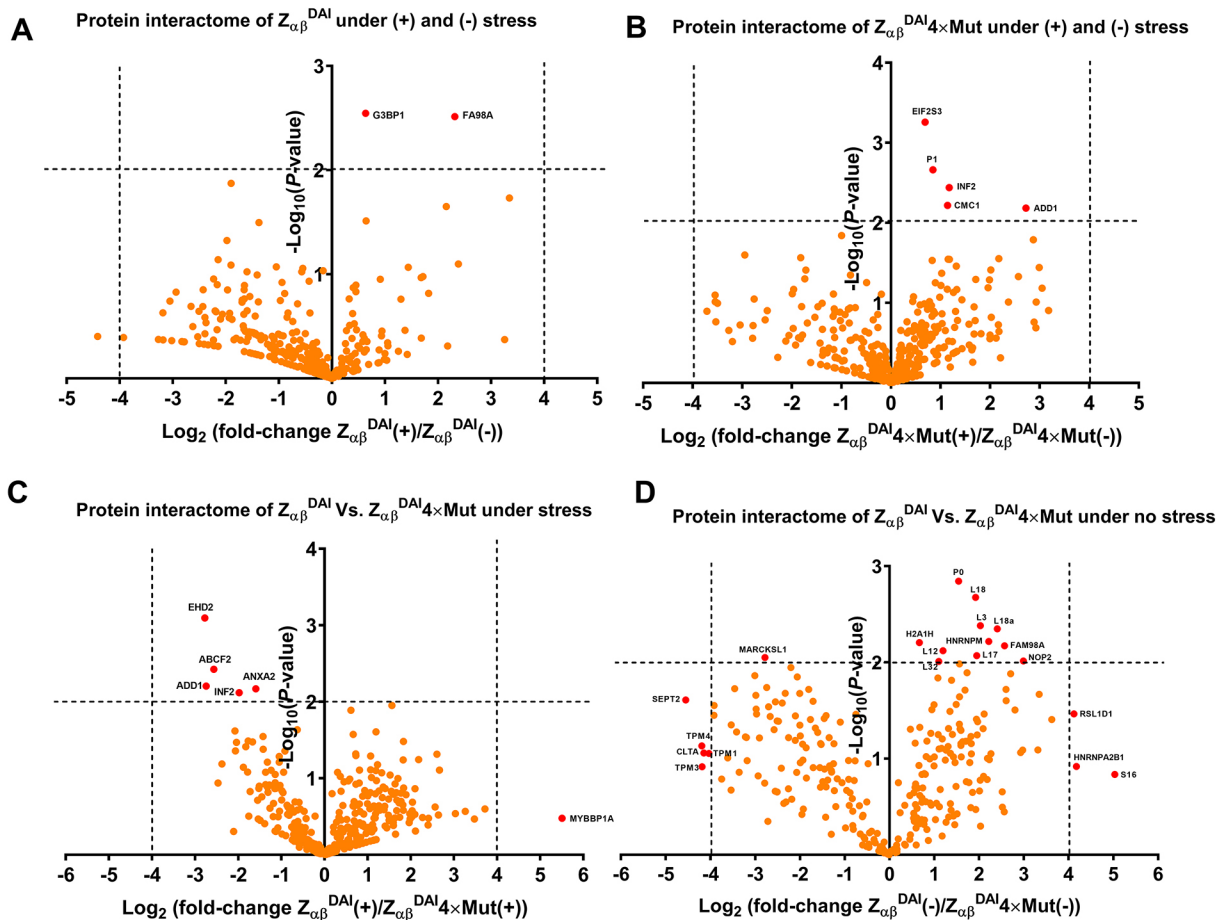 A
Protein interactome of Zαβ^DAI under (+) and (-) stress
3
2
1
-Log10(P-value)
G3BP1
FA98A
-5 -4 -3 -2 -1 0 1 2 3 4 5
Log2 (fold-change Zαβ^DAI(+)/Zαβ^DAI(-))
B
Protein interactome of Zαβ^DAI4×Mut under (+) and (-) stress
4
3
2
1
-Log10(P-value)
EIF2S3
P1
INF2
CMC1
ADD1
-5 -4 -3 -2 -1 0 1 2 3 4 5
Log2 (fold-change Zαβ^DAI4×Mut(+)/Zαβ^DAI4×Mut(-))
C
Protein interactome of Zαβ^DAI Vs. Zαβ^DAI4×Mut under stress
4
3
2
1
-Log10(P-value)
EHD2
ABCF2
ADD1
INF2
ANXA2
MYBBP1A
-6 -5 -4 -3 -2 -1 0 1 2 3 4 5 6
Log2 (fold-change Zαβ^DAI(+)/Zαβ^DAI4×Mut(+))
D
Protein interactome of Zαβ^DAI Vs. Zαβ^DAI4×Mut under no stress
3
2
1
-Log10(P-value)
P0
L18
L3
L18a
H2A1H
HNRNPM
FAM98A
L12
L17
NOP2
L32
MARCKSL1
SEPT2
RSL1D1
TPM4
CLTA
TPM1
TPM3
HNRNPA2B1
S16
-6 -5 -4 -3 -2 -1 0 1 2 3 4 5 6
Log2 (fold-change Zαβ^DAI(-)/Zαβ^DAI4×Mut(-))